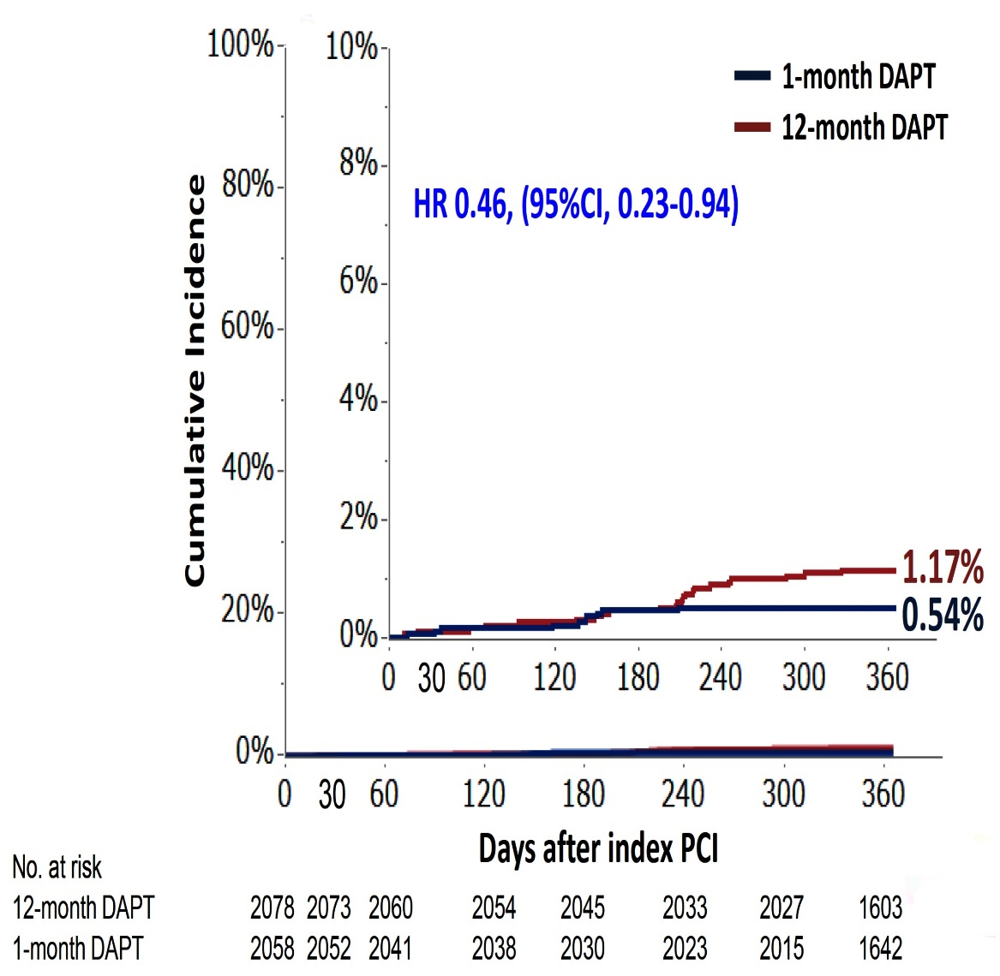 100%
80%
60%
40%
20%
0%
Cumulative Incidence
10%
8%
6%
4%
2%
0%
1-month DAPT
12-month DAPT
HR 0.46, (95%CI, 0.23-0.94)
1.17%
0.54%
0 30 60 120 180 240 300 360
0 30 60 120 180 240 300 360
Days after index PCI
No. at risk
12-month DAPT 2078 2073 2060 2054 2045 2033 2027 1603
1-month DAPT 2058 2052 2041 2038 2030 2023 2015 1642